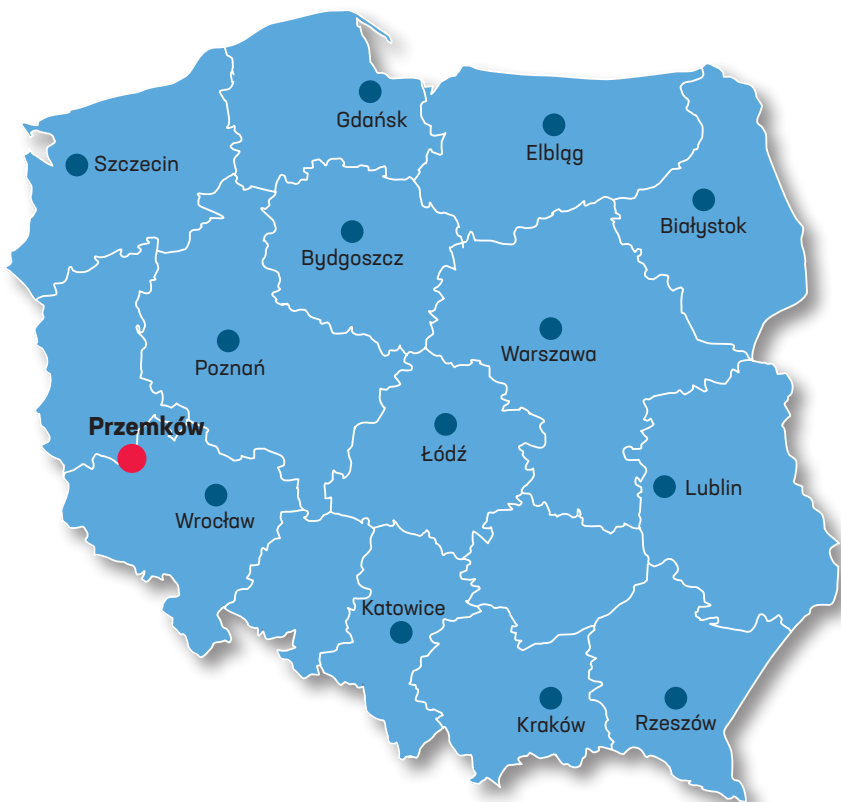 Gdańsk
Elbląg
Szczecin
Białystok
Bydgoszcz
Warszawa
Poznań
Przemków
Łódź
Lublin
Wrocław
Katowice
Kraków
Rzeszów